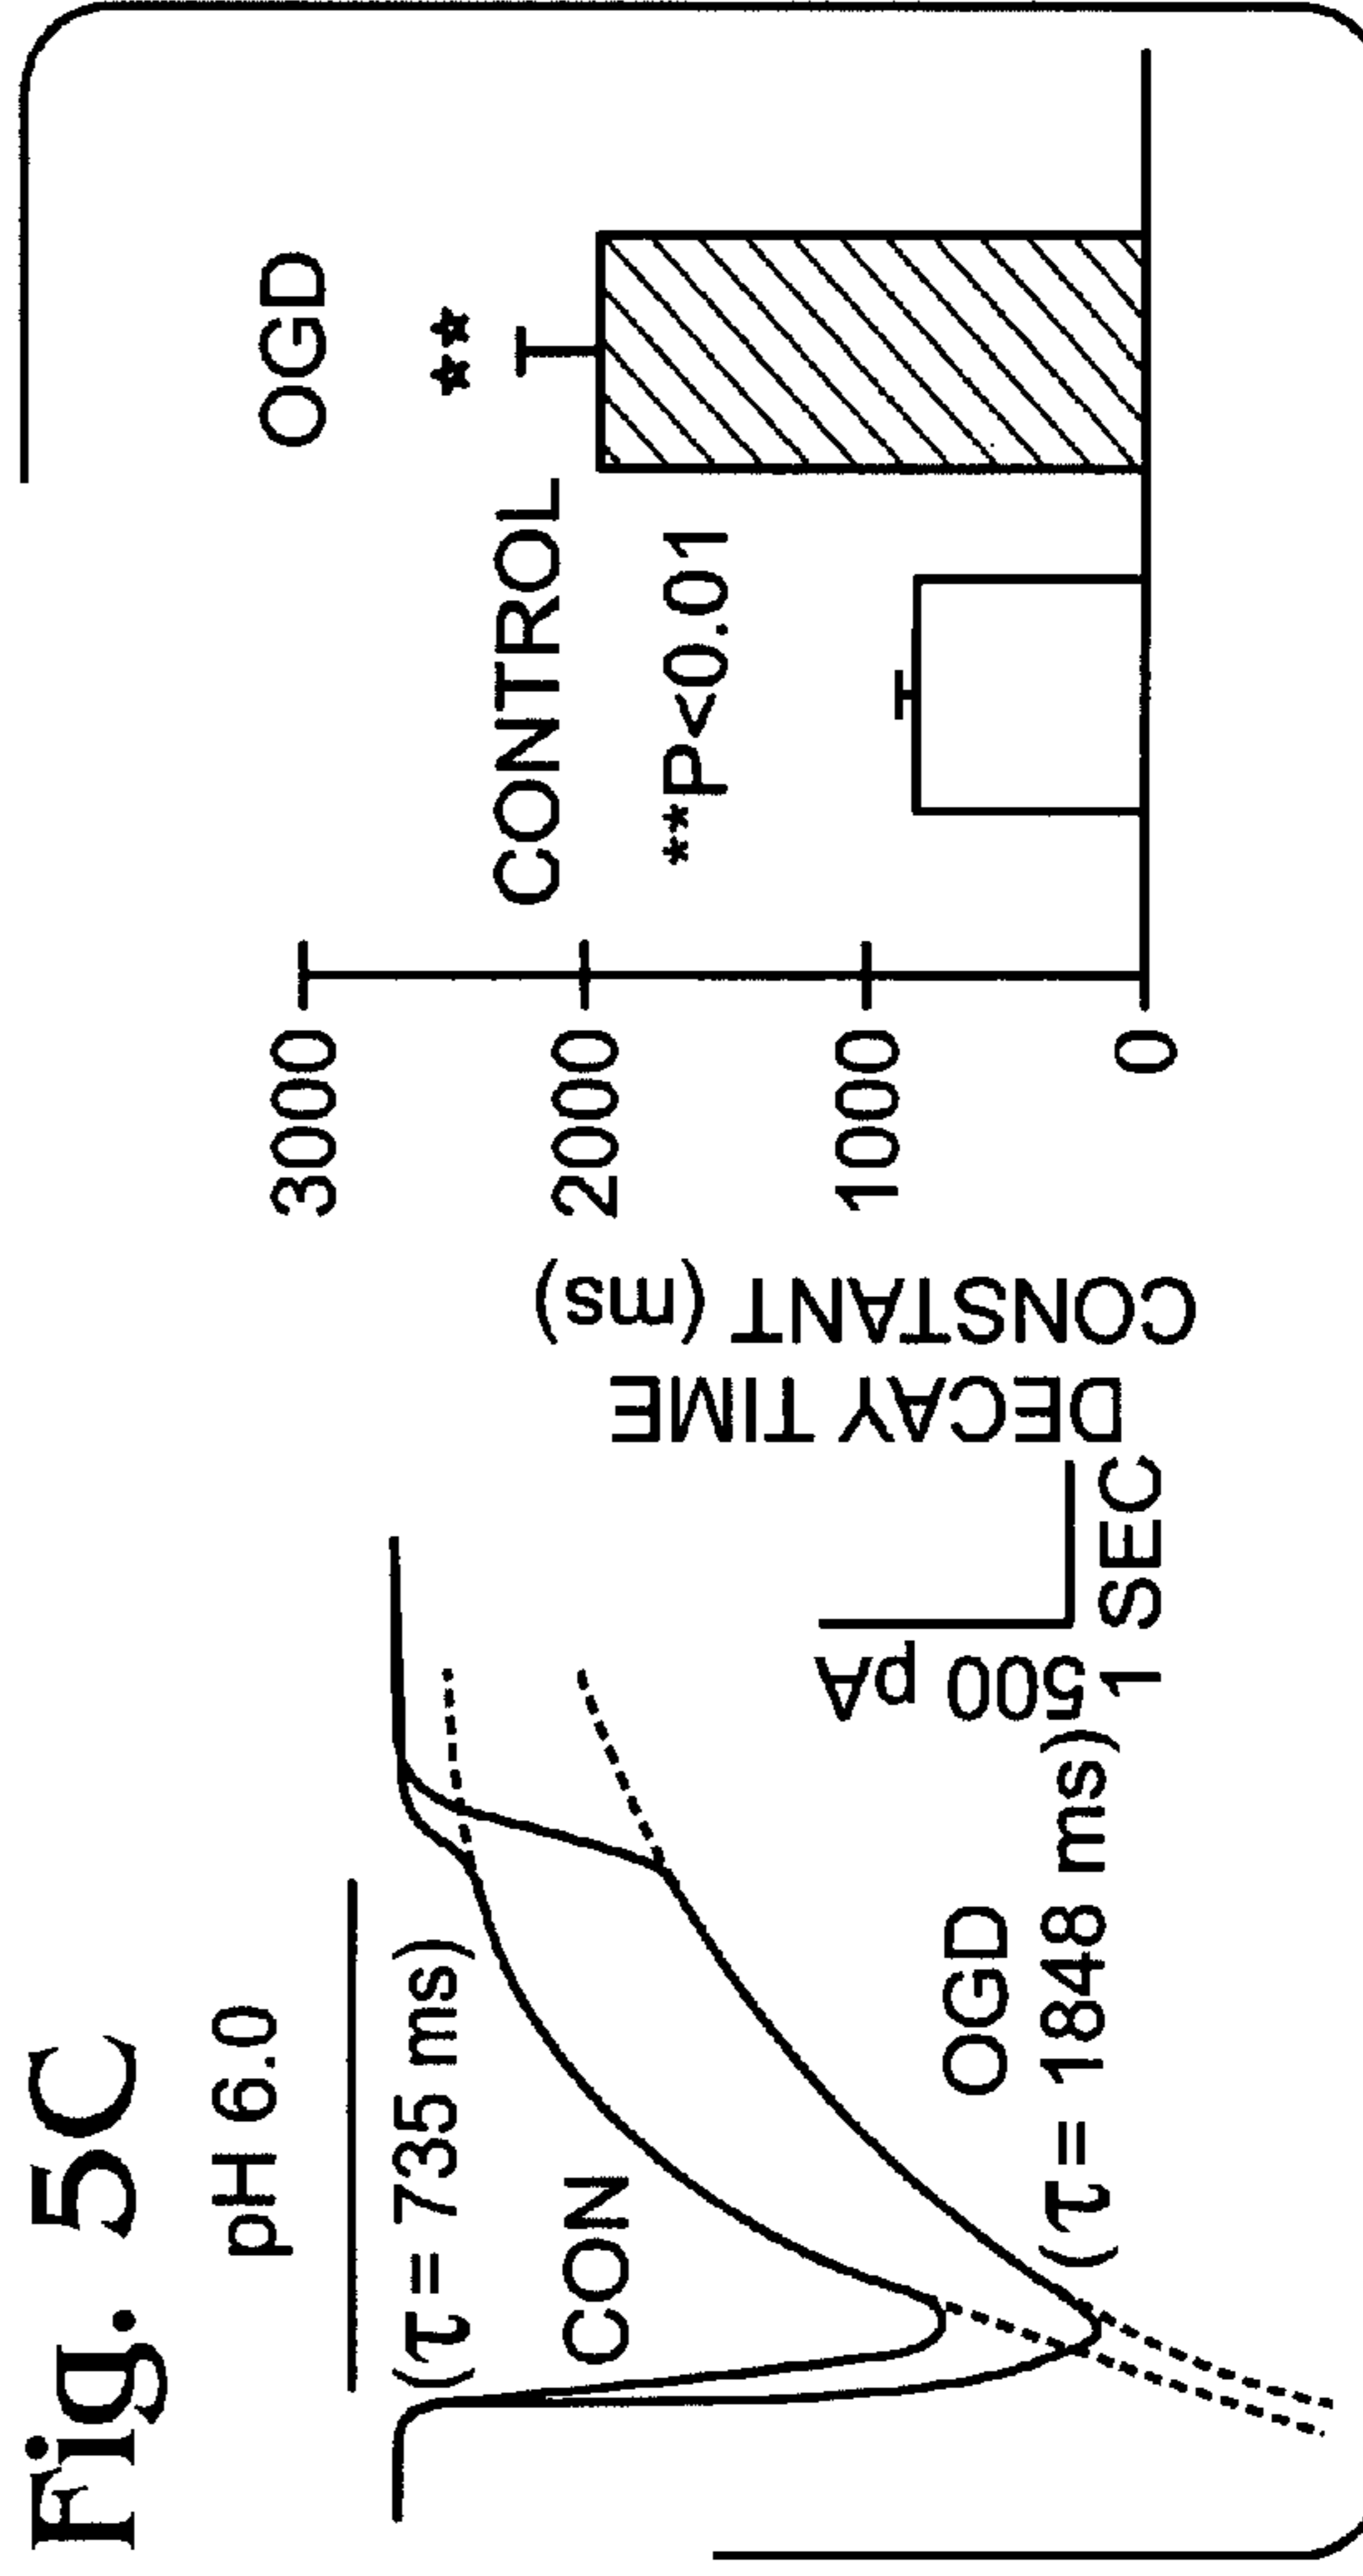 Fig. 5C
pH 6.0
(τ = 735 ms)
CON
OGD
(τ = 1848 ms)
500 pA
1 SEC
DECAY TIME
CONSTANT (ms)
3000
2000
1000
0
CONTROL
**P<0.01
OGD
**